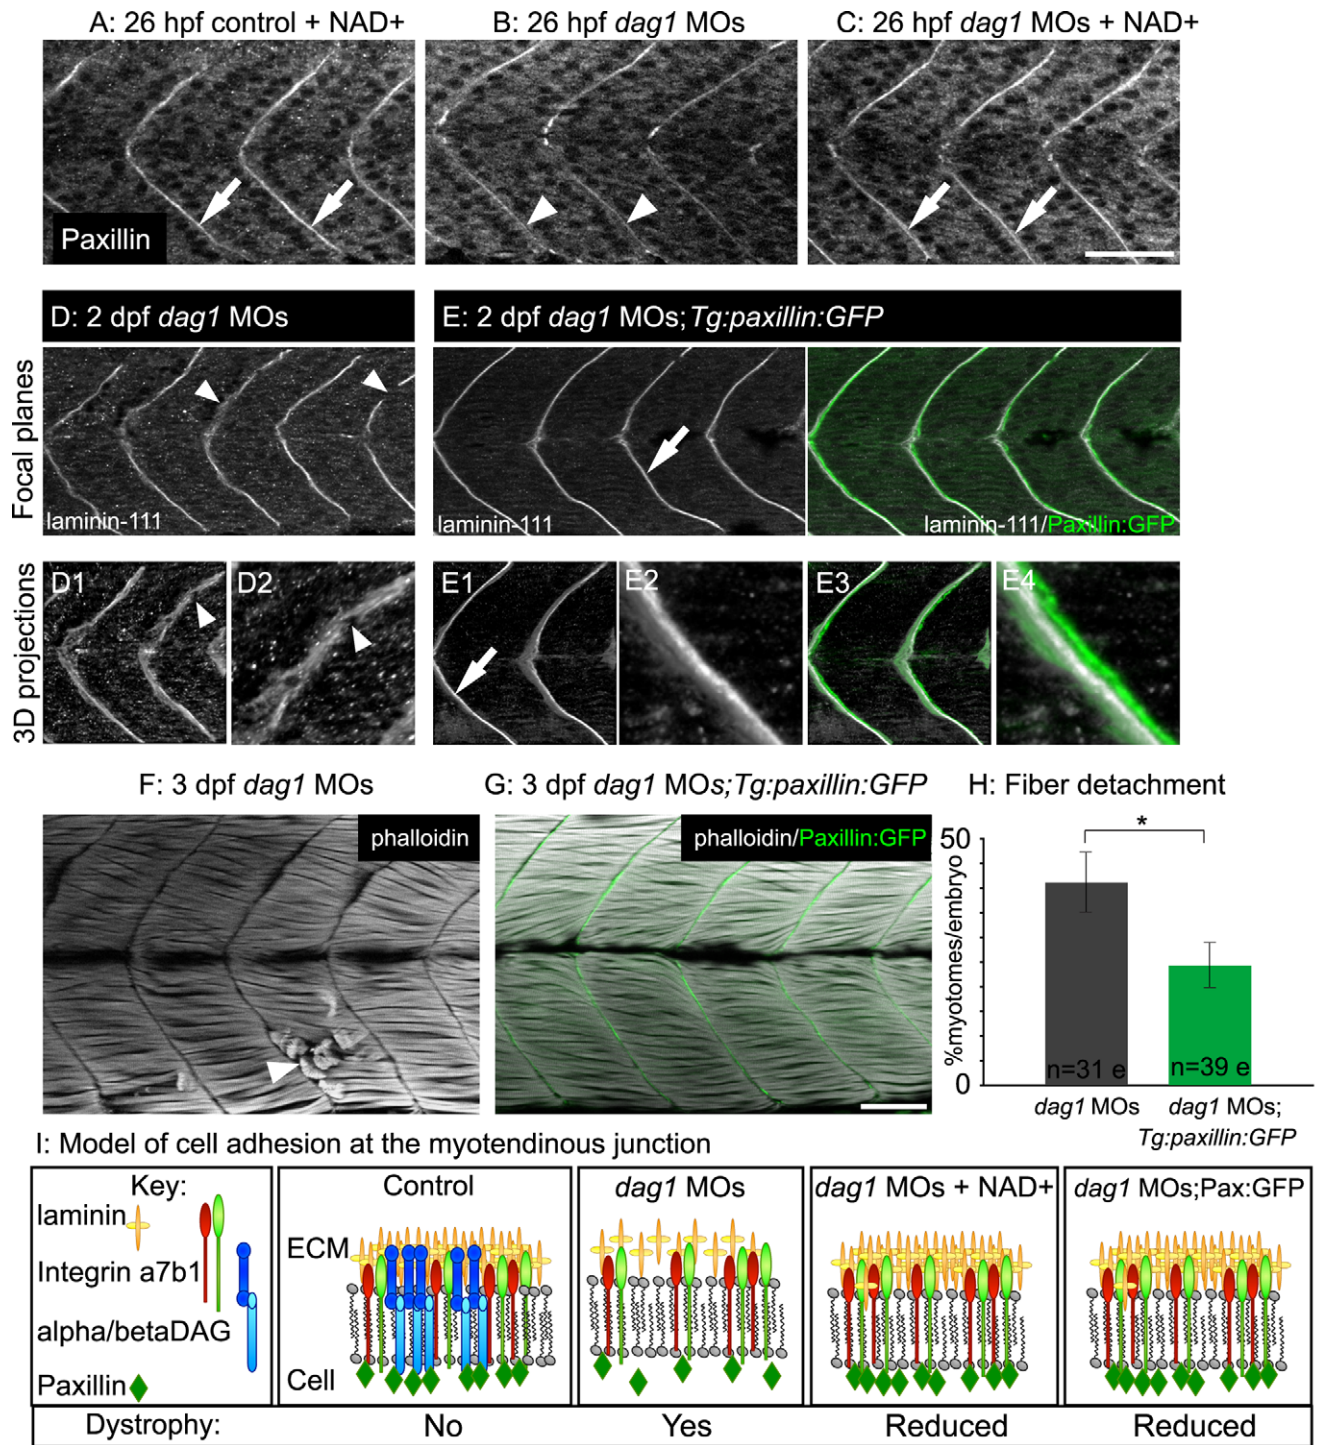 A: 26 hpf control + NAD+
B: 26 hpf dag1 MOs
C: 26 hpf dag1 MOs + NAD+
Paxillin
D: 2 dpf dag1 MOs
E: 2 dpf dag1 MOs;Tg:paxillin:GFP
Focal planes
laminin-111
laminin-111
laminin-111/Paxillin:GFP
3D projections
D1
D2
E1
E2
E3
E4
F: 3 dpf dag1 MOs
G: 3 dpf dag1 MOs;Tg:paxillin:GFP
H: Fiber detachment
phalloidin
phalloidin/Paxillin:GFP
%myotomes/embryo
50
0
*
n=31 e
n=39 e
dag1 MOs
dag1 MOs;
Tg:paxillin:GFP
I: Model of cell adhesion at the myotendinous junction
Key:
laminin
Integrin a7b1
alpha/betaDAG
Paxillin
Control
ECM
Cell
dag1 MOs
dag1 MOs + NAD+
dag1 MOs;Pax:GFP
Dystrophy:
No
Yes
Reduced
Reduced